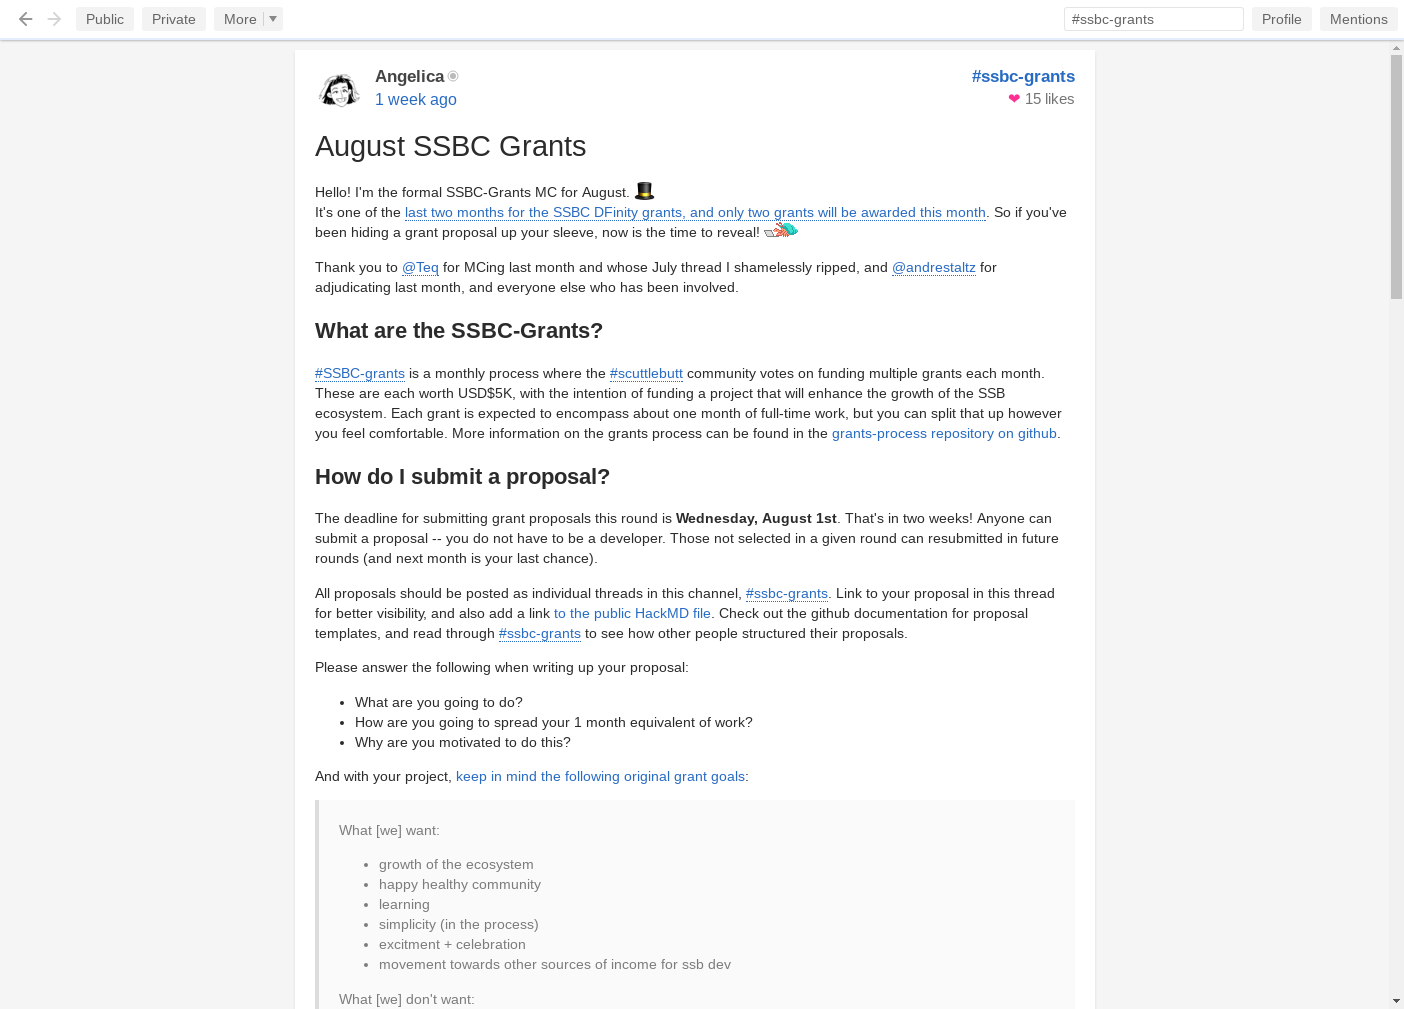 Public Private More #ssbc-grants Profile Mentions
Angelica #ssbc-grants
1 week ago ❤ 15 likes
August SSBC Grants
Hello! I'm the formal SSBC-Grants MC for August. 🎩
It's one of the last two months for the SSBC DFinity grants, and only two grants will be awarded this month. So if you've
been hiding a grant proposal up your sleeve, now is the time to reveal!
Thank you to @Teq for MCing last month and whose July thread I shamelessly ripped, and @andrestaltz for
adjudicating last month, and everyone else who has been involved.
What are the SSBC-Grants?
#SSBC-grants is a monthly process where the #scuttlebutt community votes on funding multiple grants each month.
These are each worth USD$5K, with the intention of funding a project that will enhance the growth of the SSB
ecosystem. Each grant is expected to encompass about one month of full-time work, but you can split that up however
you feel comfortable. More information on the grants process can be found in the grants-process repository on github.
How do I submit a proposal?
The deadline for submitting grant proposals this round is Wednesday, August 1st. That's in two weeks! Anyone can
submit a proposal -- you do not have to be a developer. Those not selected in a given round can resubmitted in future
rounds (and next month is your last chance).
All proposals should be posted as individual threads in this channel, #ssbc-grants. Link to your proposal in this thread
for better visibility, and also add a link to the public HackMD file. Check out the github documentation for proposal
templates, and read through #ssbc-grants to see how other people structured their proposals.
Please answer the following when writing up your proposal:
• What are you going to do?
• How are you going to spread your 1 month equivalent of work?
• Why are you motivated to do this?
And with your project, keep in mind the following original grant goals:
What [we] want:
• growth of the ecosystem
• happy healthy community
• learning
• simplicity (in the process)
• excitment + celebration
• movement towards other sources of income for ssb dev
What [we] don't want: